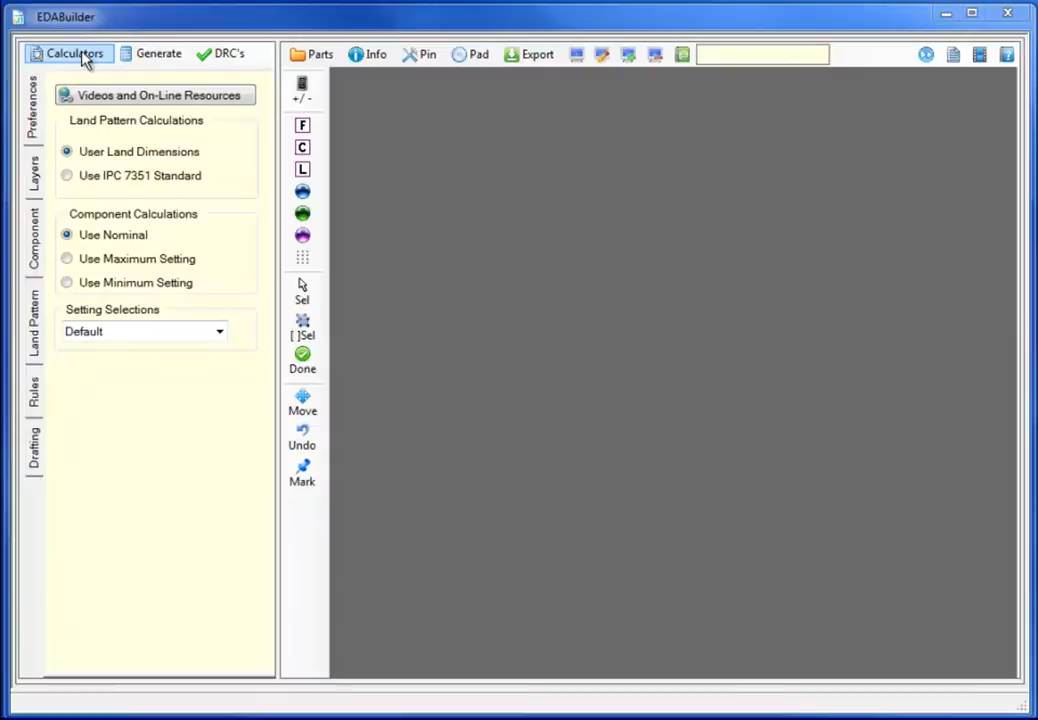 EDABuilder
Calculators Generate DRC's Parts Info Pin Pad Export
Preferences
Layers
Component
Land Pattern
Rules
Drafting
Videos and On-Line Resources
Land Pattern Calculations
User Land Dimensions
Use IPC 7351 Standard
Component Calculations
Use Nominal
Use Maximum Setting
Use Minimum Setting
Setting Selections
Default
+ / -
F
C
L
Sel
[ ]Sel
Done
Move
Undo
Mark